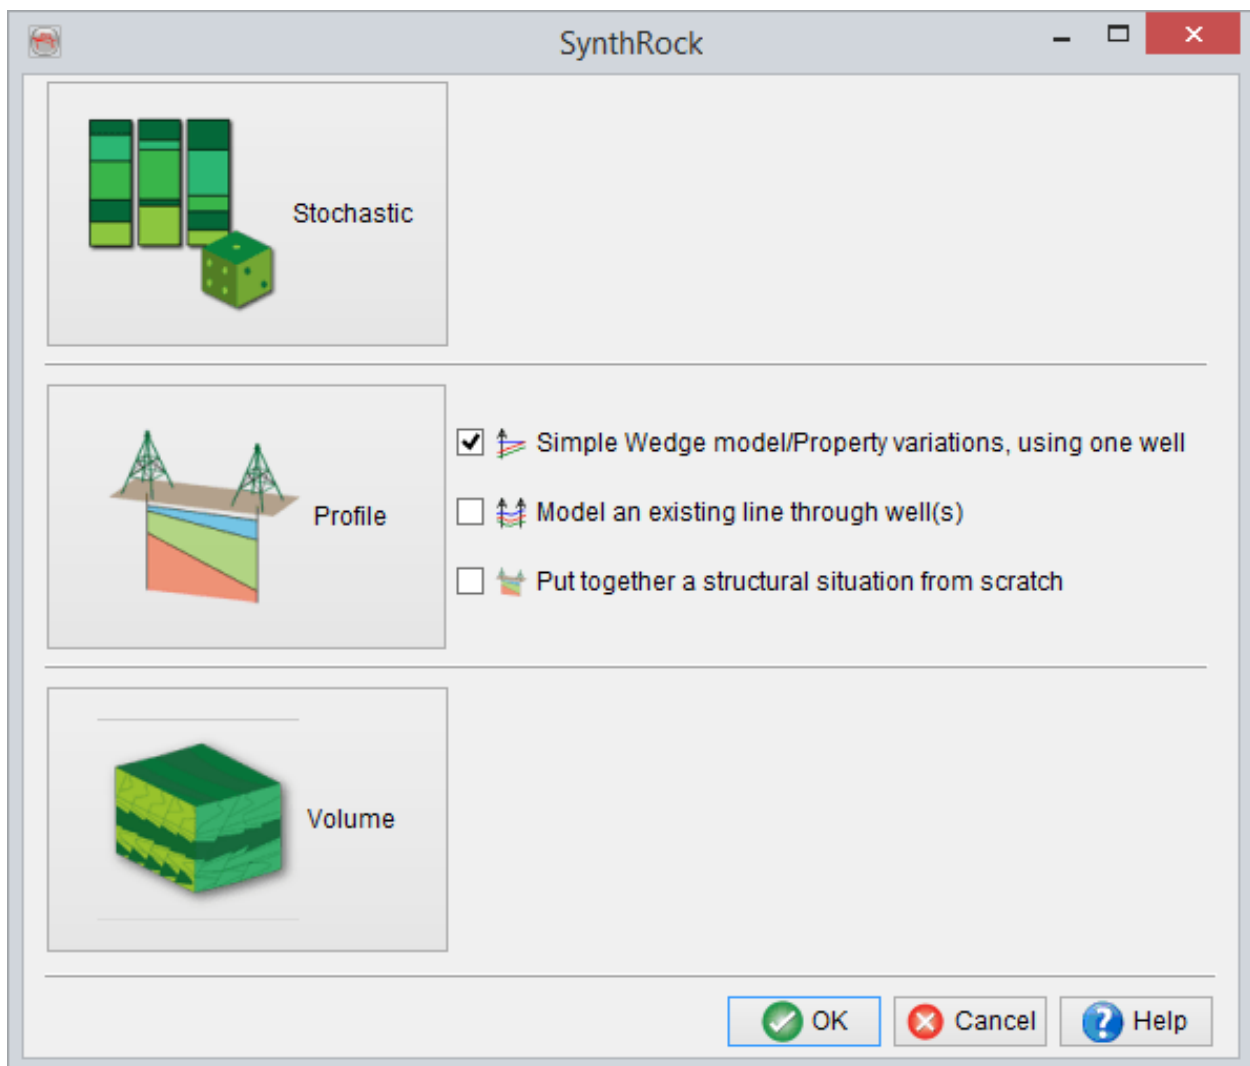 SynthRock
Stochastic
Profile
Simple Wedge model/Property variations, using one well
Model an existing line through well(s)
Put together a structural situation from scratch
Volume
OK
Cancel
Help